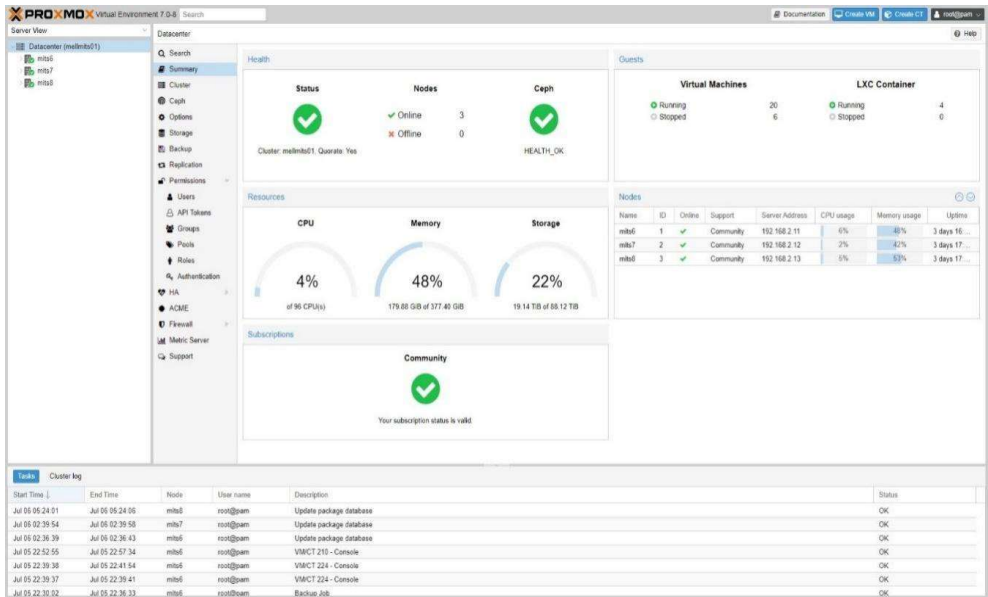 PROXMOX Virtual Environment 7.0-8 Search
Documentation Create VM Create CT root@pam
Server View
Datacenter (mellmits01)
mits6
mits7
mits8
Datacenter
Help
Search
Summary
Cluster
Ceph
Options
Storage
Backup
Replication
Permissions
Users
API Tokens
Groups
Pools
Roles
Authentication
HA
ACME
Firewall
Metric Server
Support
Health
Status
Cluster: mellmits01, Quorate: Yes
Nodes
Online 3
Offline 0
Ceph
HEALTH_OK
Guests
Virtual Machines
Running 20
Stopped 6
LXC Container
Running 4
Stopped 0
Resources
CPU
4%
of 96 CPU(s)
Memory
48%
179.88 GiB of 377.40 GiB
Storage
22%
19.14 TiB of 88.12 TiB
Nodes
Name ID Online Support Server Address CPU usage Memory usage Uptime
mits6 1 Community 192.168.2.11 6% 48% 3 days 16: ...
mits7 2 Community 192.168.2.12 2% 42% 3 days 17: ...
mits8 3 Community 192.168.2.13 5% 53% 3 days 17: ...
Subscriptions
Community
Your subscription status is valid.
Tasks Cluster log
Start Time End Time Node User name Description Status
Jul 06 05:24:01 Jul 06 05:24:06 mits8 root@pam Update package database OK
Jul 06 02:39:54 Jul 06 02:39:58 mits7 root@pam Update package database OK
Jul 06 02:36:39 Jul 06 02:36:43 mits6 root@pam Update package database OK
Jul 05 22:52:55 Jul 05 22:57:34 mits6 root@pam VM/CT 210 - Console OK
Jul 05 22:39:38 Jul 05 22:41:54 mits6 root@pam VM/CT 224 - Console OK
Jul 05 22:39:37 Jul 05 22:39:41 mits6 root@pam VM/CT 224 - Console OK
Jul 05 22:30:02 Jul 05 22:36:33 mits6 root@pam Backup Job OK